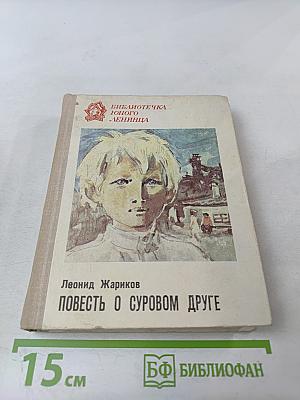 БИБЛИОТЕЧКА
ЮНОГО
ЛЕНИНЦА
Леонид Жариков
ПОВЕСТЬ О СУРОВОМ ДРУГЕ
15 см
БФ БИБЛИОФАН